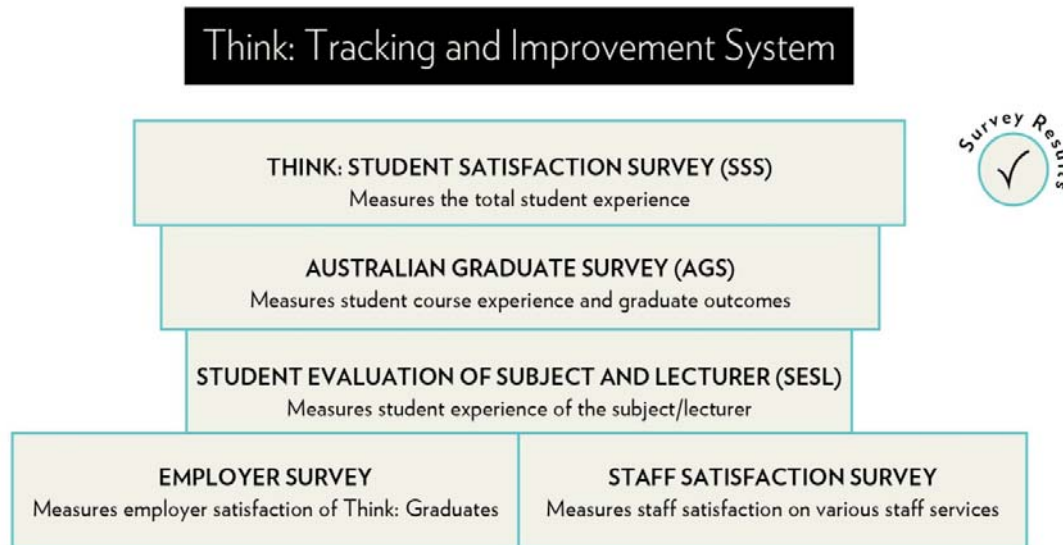 Think: Tracking and Improvement System
THINK: STUDENT SATISFACTION SURVEY (SSS)
Measures the total student experience
Survey Results
AUSTRALIAN GRADUATE SURVEY (AGS)
Measures student course experience and graduate outcomes
STUDENT EVALUATION OF SUBJECT AND LECTURER (SESL)
Measures student experience of the subject/lecturer
EMPLOYER SURVEY
Measures employer satisfaction of Think: Graduates
STAFF SATISFACTION SURVEY
Measures staff satisfaction on various staff services